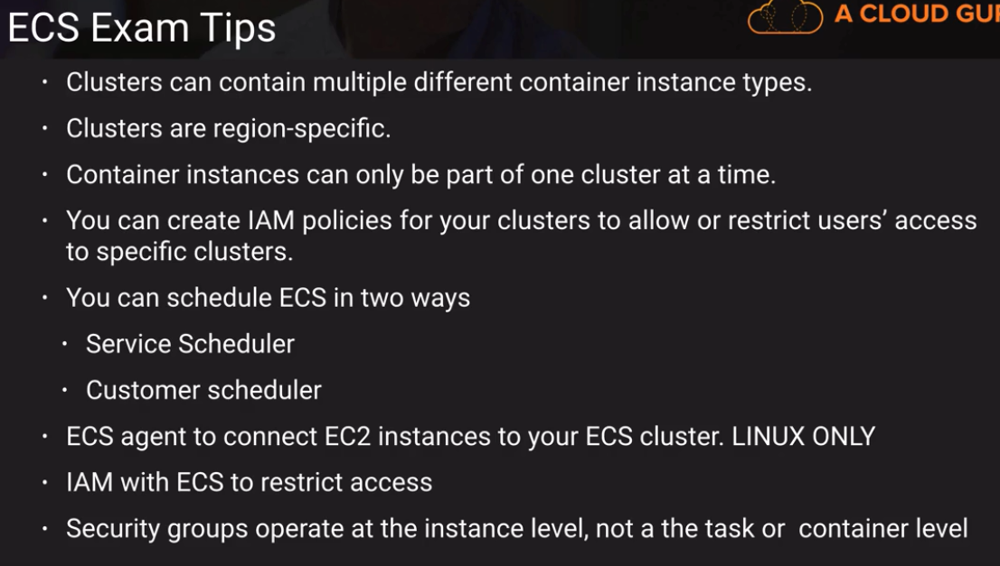 ECS Exam Tips
A CLOUD GUR
· Clusters can contain multiple different container instance types.
· Clusters are region-specific.
· Container instances can only be part of one cluster at a time.
· You can create IAM policies for your clusters to allow or restrict users’ access
to specific clusters.
· You can schedule ECS in two ways
· Service Scheduler
· Customer scheduler
· ECS agent to connect EC2 instances to your ECS cluster. LINUX ONLY
· IAM with ECS to restrict access
· Security groups operate at the instance level, not a the task or container level